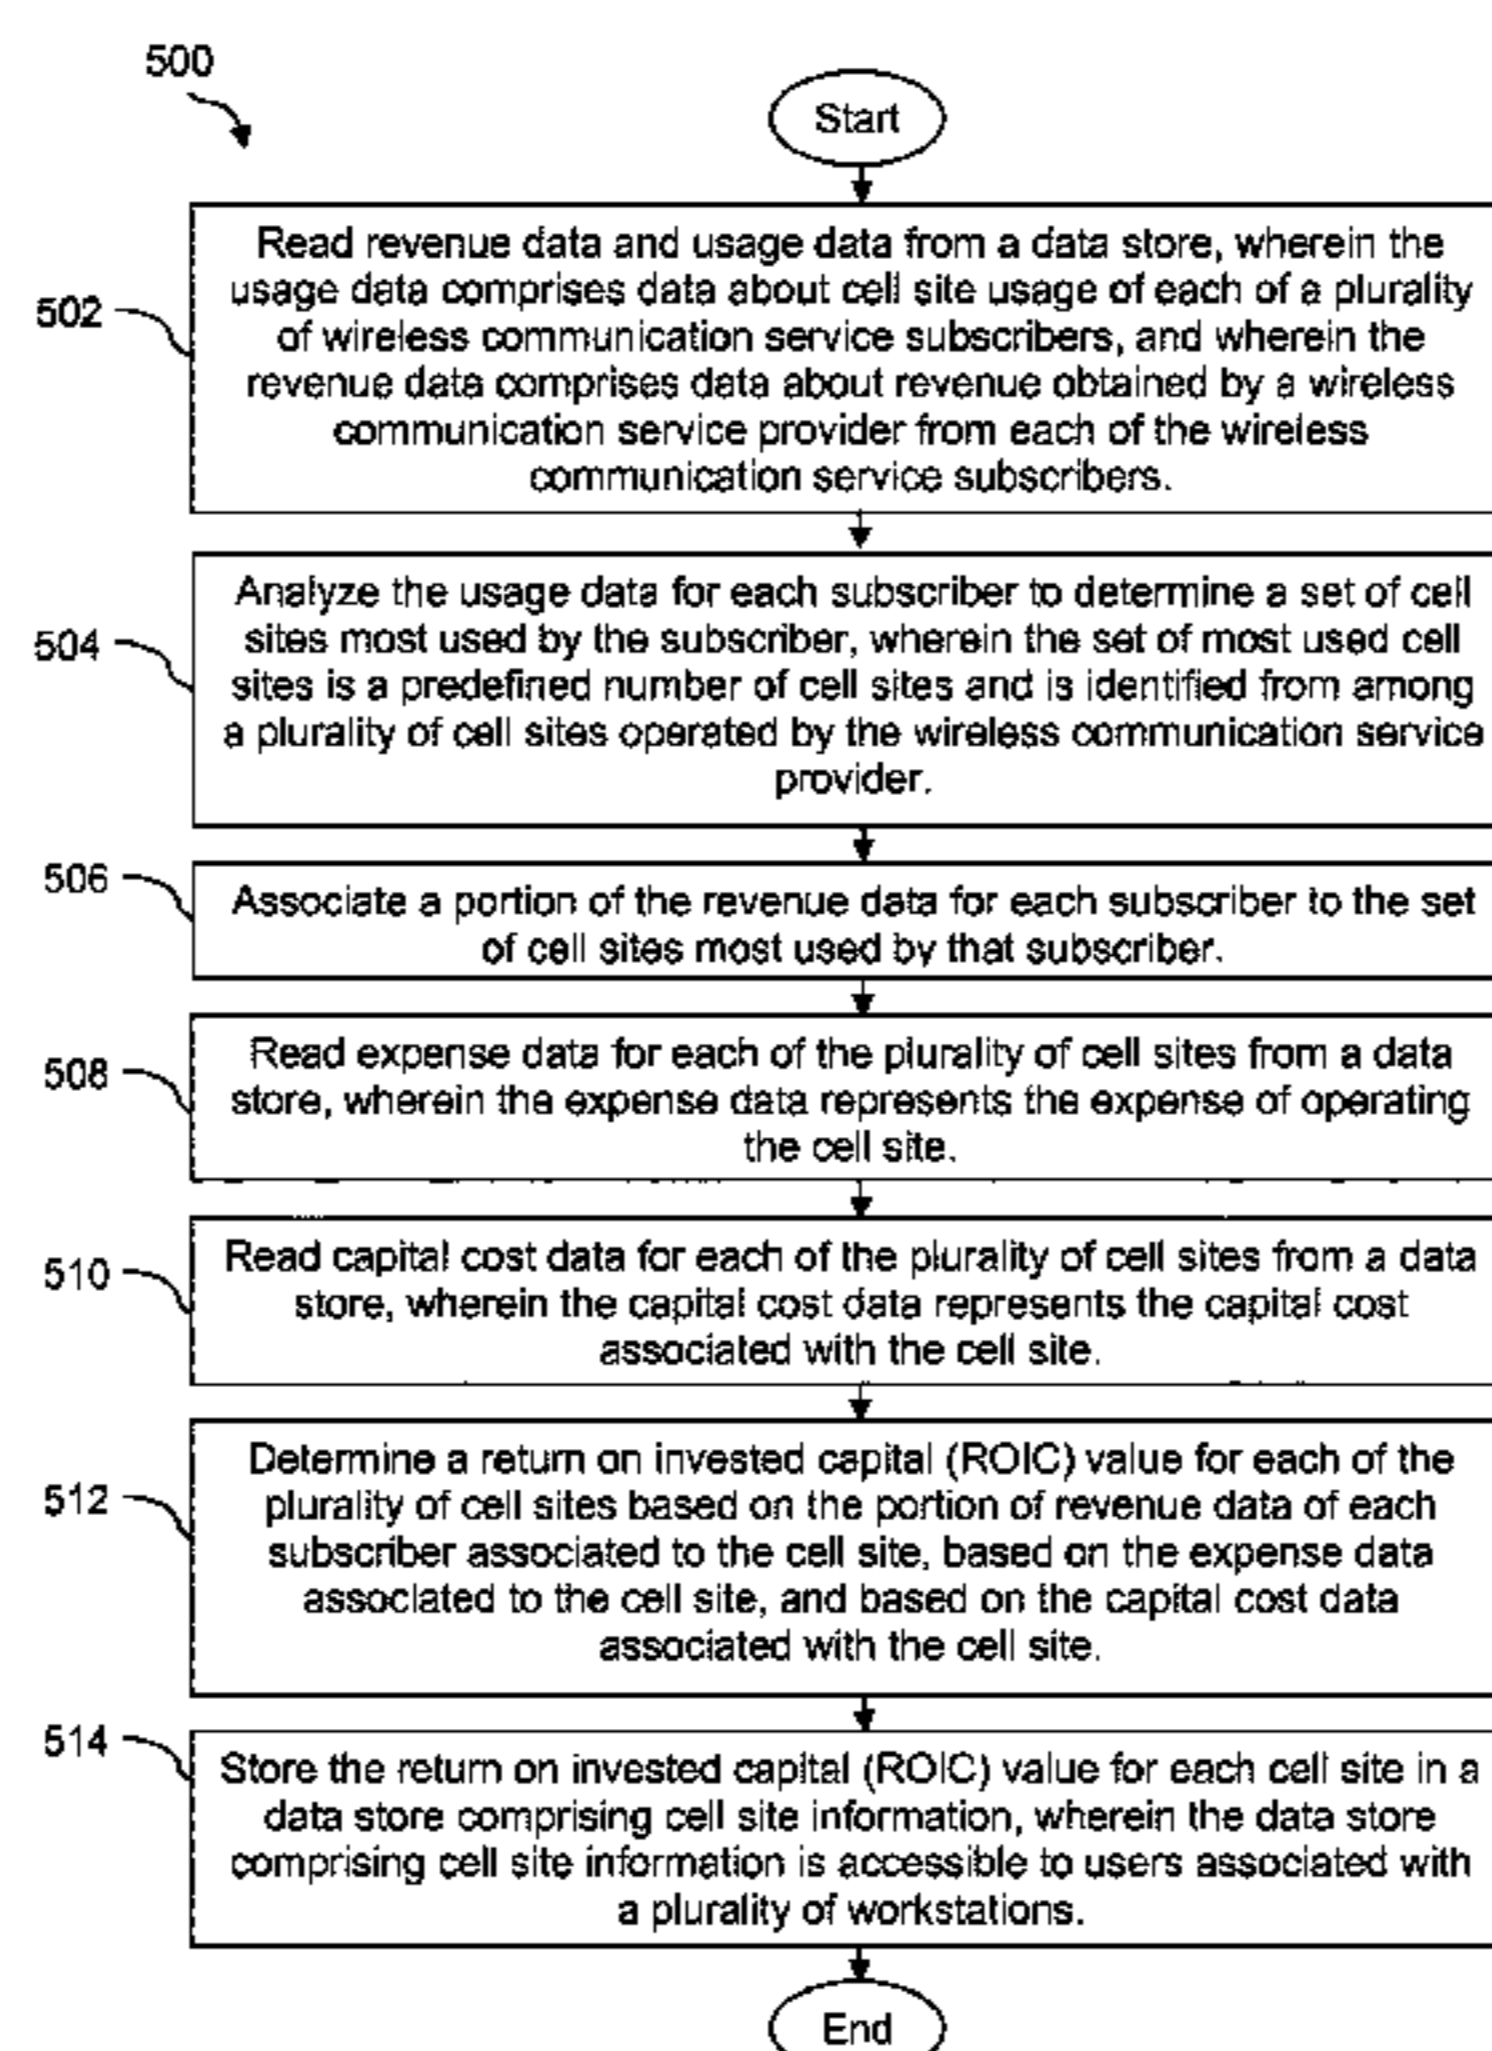 500
Start
502
Read revenue data and usage data from a data store, wherein the
usage data comprises data about cell site usage of each of a plurality
of wireless communication service subscribers, and wherein the
revenue data comprises data about revenue obtained by a wireless
communication service provider from each of the wireless
communication service subscribers.
504
Analyze the usage data for each subscriber to determine a set of cell
sites most used by the subscriber, wherein the set of most used cell
sites is a predefined number of cell sites and is identified from among
a plurality of cell sites operated by the wireless communication service
provider.
506
Associate a portion of the revenue data for each subscriber to the set
of cell sites most used by that subscriber.
508
Read expense data for each of the plurality of cell sites from a data
store, wherein the expense data represents the expense of operating
the cell site.
510
Read capital cost data for each of the plurality of cell sites from a data
store, wherein the capital cost data represents the capital cost
associated with the cell site.
512
Determine a return on invested capital (ROIC) value for each of the
plurality of cell sites based on the portion of revenue data of each
subscriber associated to the cell site, based on the expense data
associated to the cell site, and based on the capital cost data
associated with the cell site.
514
Store the return on invested capital (ROIC) value for each cell site in a
data store comprising cell site information, wherein the data store
comprising cell site information is accessible to users associated with
a plurality of workstations.
End